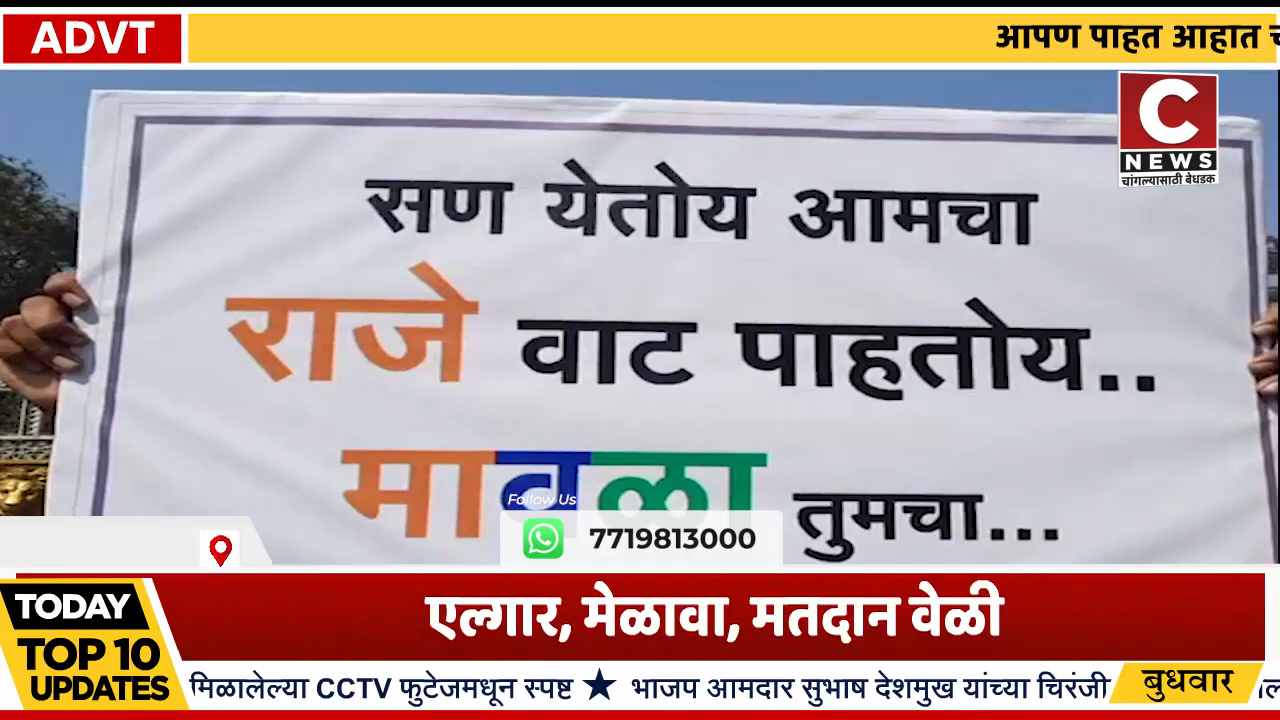 ADVT
आपण पाहत आहात
C
NEWS
चांगल्यासाठी बेधडक
सण येतोय आमचा
राजे वाट पाहतोय..
मावळा तुमचा...
Follow Us
7719813000
TODAY
TOP 10
UPDATES
एल्गार, मेळावा, मतदान वेळी
मिळालेल्या CCTV फुटेजमधून स्पष्ट ★ भाजप आमदार सुभाष देशमुख यांच्या चिरंजी
बुधवार